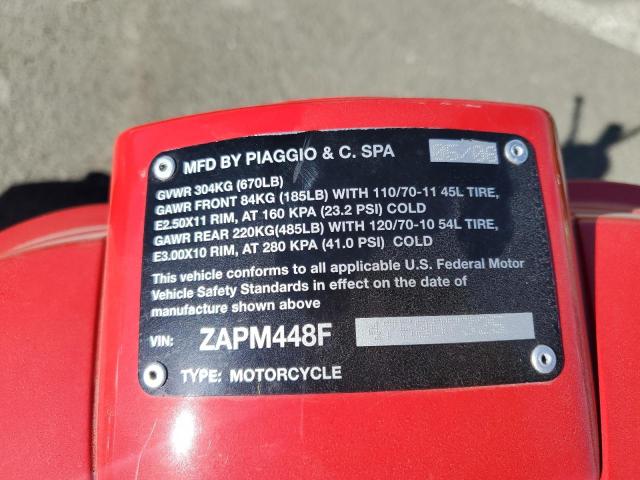 MFD BY PIAGGIO & C. SPA
GVWR 304KG (670LB)
GAWR FRONT 84KG (185LB) WITH 110/70-11 45L TIRE,
E2.50X11 RIM, AT 160 KPA (23.2 PSI) COLD
GAWR REAR 220KG(485LB) WITH 120/70-10 54L TIRE,
E3.00X10 RIM, AT 280 KPA (41.0 PSI) COLD
This vehicle conforms to all applicable U.S. Federal Motor
Vehicle Safety Standards in effect on the date of
manufacture shown above
VIN: ZAPM448F
TYPE: MOTORCYCLE